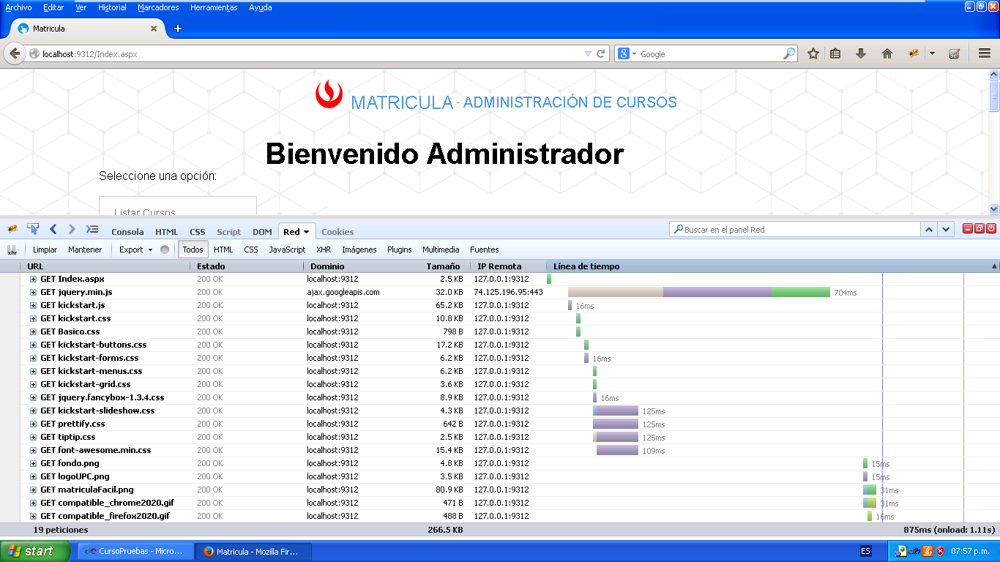 Archivo Editar Ver Historial Marcadores Herramientas Ayuda
Matricula
localhost:9312/Index.aspx Google
MATRICULA - ADMINISTRACIÓN DE CURSOS
Bienvenido Administrador
Seleccione una opción:
Listar Cursos
Consola HTML CSS Script DOM Red Cookies Buscar en el panel Red
xhr Limpiar Mantener Export Todos HTML CSS JavaScript XHR Imágenes Plugins Multimedia Fuentes
URL Estado Dominio Tamaño IP Remota Línea de tiempo
GET Index.aspx 200 OK localhost:9312 2.5 KB 127.0.0.1:9312
GET jquery.min.js 200 OK ajax.googleapis.com 32.0 KB 74.125.196.95:443 704ms
GET kickstart.js 200 OK localhost:9312 65.2 KB 127.0.0.1:9312 16ms
GET kickstart.css 200 OK localhost:9312 10.8 KB 127.0.0.1:9312
GET Basico.css 200 OK localhost:9312 798 B 127.0.0.1:9312
GET kickstart-buttons.css 200 OK localhost:9312 17.2 KB 127.0.0.1:9312
GET kickstart-forms.css 200 OK localhost:9312 6.2 KB 127.0.0.1:9312 16ms
GET kickstart-menus.css 200 OK localhost:9312 6.2 KB 127.0.0.1:9312
GET kickstart-grid.css 200 OK localhost:9312 3.6 KB 127.0.0.1:9312
GET jquery.fancybox-1.3.4.css 200 OK localhost:9312 8.9 KB 127.0.0.1:9312 16ms
GET kickstart-slideshow.css 200 OK localhost:9312 4.3 KB 127.0.0.1:9312 125ms
GET prettify.css 200 OK localhost:9312 642 B 127.0.0.1:9312 125ms
GET tiptip.css 200 OK localhost:9312 2.5 KB 127.0.0.1:9312 125ms
GET font-awesome.min.css 200 OK localhost:9312 15.4 KB 127.0.0.1:9312 109ms
GET fondo.png 200 OK localhost:9312 4.8 KB 127.0.0.1:9312 15ms
GET logoUPC.png 200 OK localhost:9312 3.5 KB 127.0.0.1:9312 15ms
GET matriculaFacil.png 200 OK localhost:9312 80.9 KB 127.0.0.1:9312 31ms
GET compatible_chrome2020.gif 200 OK localhost:9312 471 B 127.0.0.1:9312 31ms
GET compatible_firefox2020.gif 200 OK localhost:9312 488 B 127.0.0.1:9312 16ms
19 peticiones 266.5 KB 875ms (onload: 1.11s)
start CursoPruebas - Micro... Matricula - Mozilla Fir... ES 07:57 p.m.